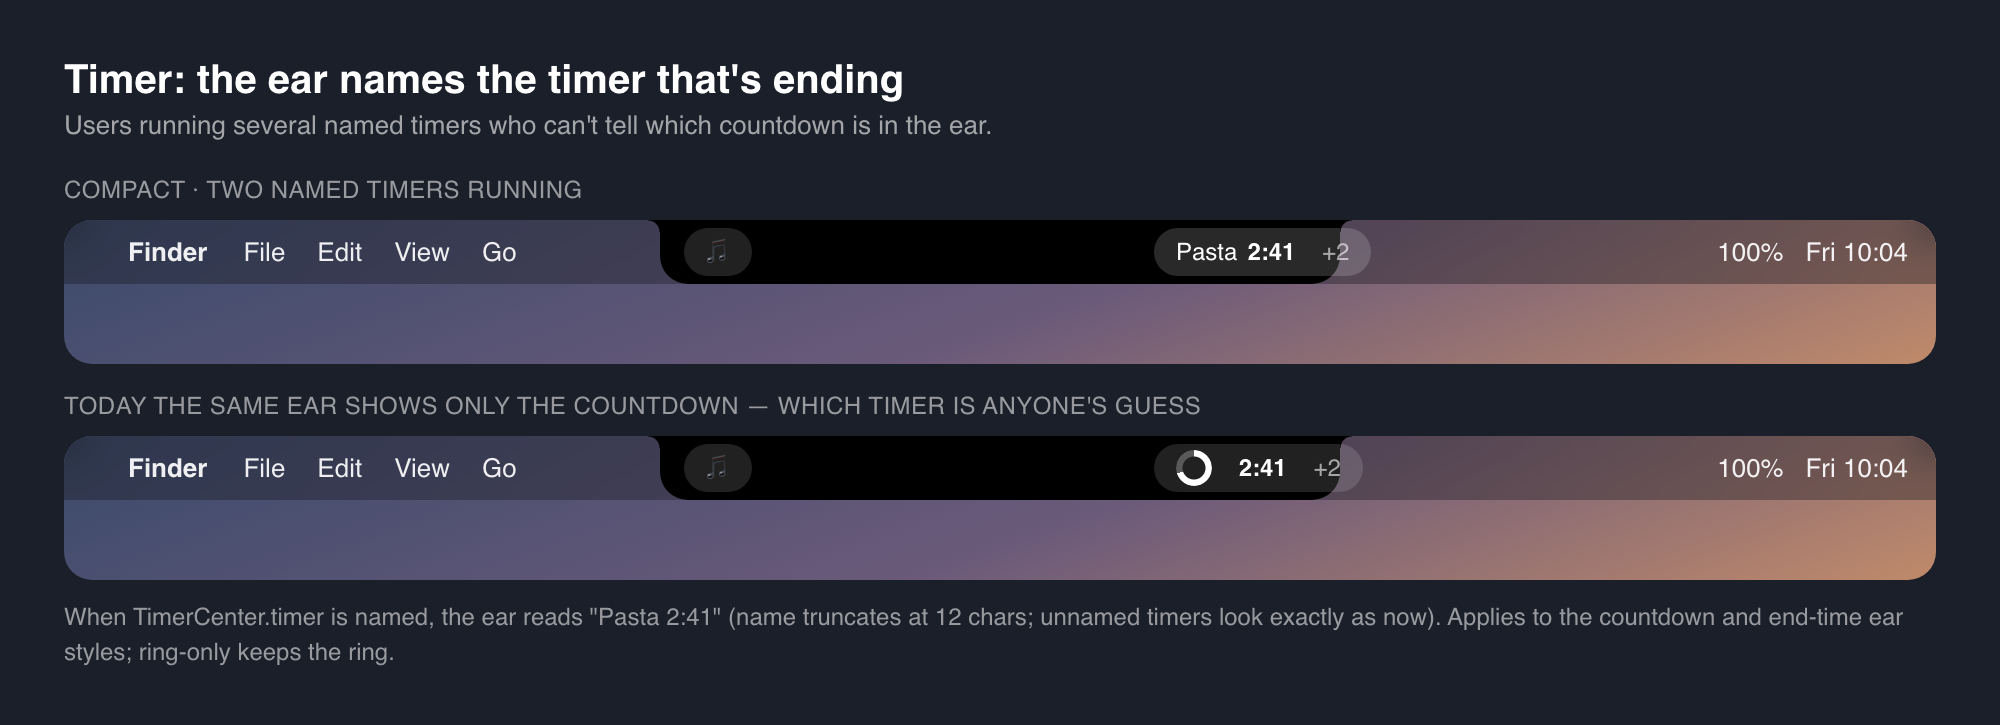 Timer: the ear names the timer that's ending
Users running several named timers who can't tell which countdown is in the ear.
COMPACT · TWO NAMED TIMERS RUNNING
Finder File Edit View Go Pasta 2:41 +2 100% Fri 10:04
TODAY THE SAME EAR SHOWS ONLY THE COUNTDOWN — WHICH TIMER IS ANYONE'S GUESS
Finder File Edit View Go 2:41 +2 100% Fri 10:04
When TimerCenter.timer is named, the ear reads "Pasta 2:41" (name truncates at 12 chars; unnamed timers look exactly as now). Applies to the countdown and end-time ear
styles; ring-only keeps the ring.